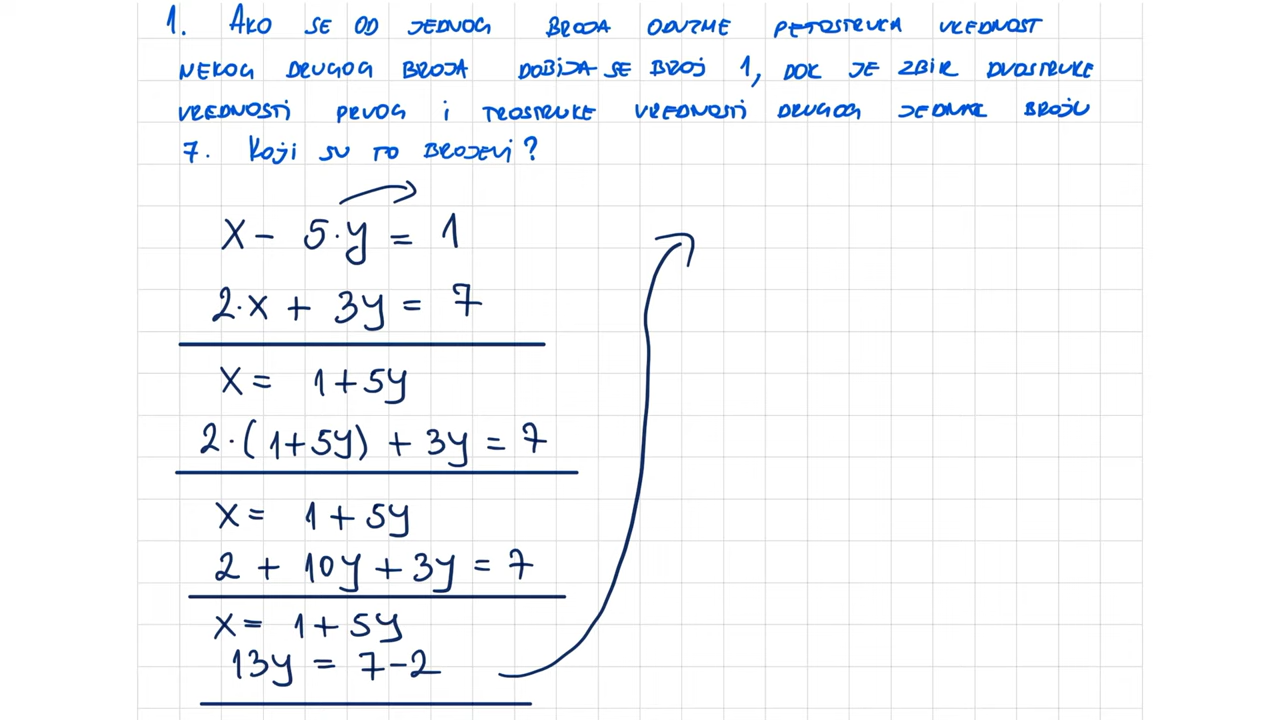 1. AKO SE OD JEDNOG BROJA ODUZME PETOSTRUKA VREDNOST
NEKOG DRUGOG BROJA DOBIJA SE BROJ 1, DOK JE ZBIR DVOSTRUKE
VREDNOSTI PRVOG i TROSTRUKE VREDNOSTI DRUGOG JEDNAK BROJU
7. Koji SU TO BROJEVI?
x - 5·y = 1
2·x + 3y = 7
x = 1+5y
2·(1+5y) + 3y = 7
x = 1+5y
2 + 10y + 3y = 7
x = 1+5y
13y = 7-2